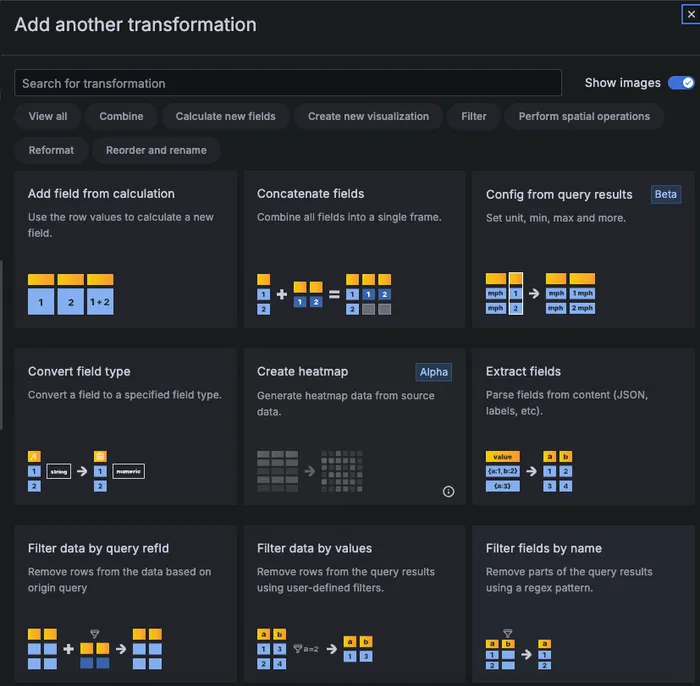 Add another transformation
Search for transformation
Show images
View all
Combine
Calculate new fields
Create new visualization
Filter
Perform spatial operations
Reformat
Reorder and rename
Add field from calculation
Use the row values to calculate a new
field.
1 2 1+2
Concatenate fields
Combine all fields into a single frame.
1 + 1 2 = 1 1 2
2 2
Config from query results
Beta
Set unit, min, max and more.
mph 1 mph 1 mph
mph 2 mph 2 mph
Convert field type
Convert a field to a specified field type.
A
1 string 1 numeric
2 2
Create heatmap
Alpha
Generate heatmap data from source
data.
Extract fields
Parse fields from content (JSON,
labels, etc).
value a b
{a:1, b:2} 1 2
{a:3} 3 4
Filter data by query refId
Remove rows from the data based on
origin query
+
Filter data by values
Remove rows from the query results
using user-defined filters.
a b
1 3 a=2 a b
2 4 1 3
Filter fields by name
Remove parts of the query results
using a regex pattern.
a b a
1 1
2 2